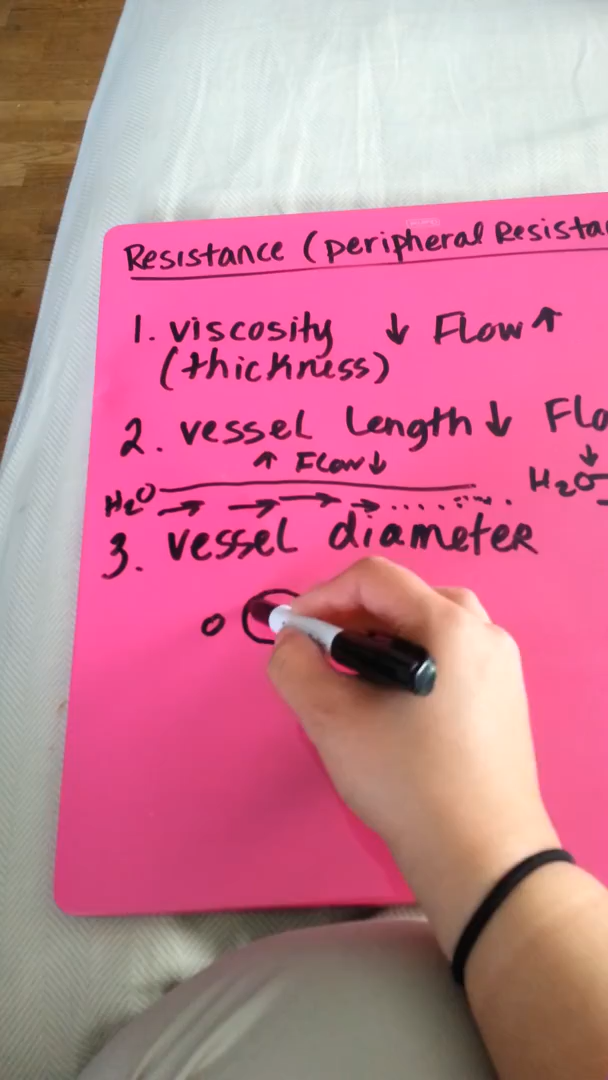 Resistance (peripheral Resista
1. viscosity ↓ Flow ↑
(thickness)
2. vessel length ↓ Flo
↑ Flow ↓
H₂O → → → → ↓ H₂O
3. vessel diameter